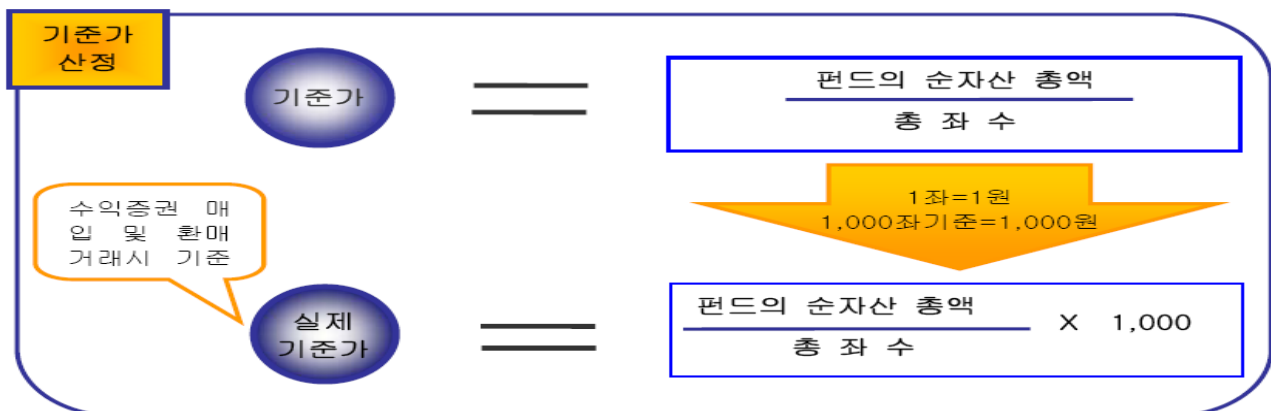 기준가
산정
기준가
펀드의 순자산 총액
총 좌 수
1좌=1원
1,000좌기준=1,000원
수익증권 매
입 및 환매
거래시 기준
실제
기준가
펀드의 순자산 총액
총 좌 수
X 1,000